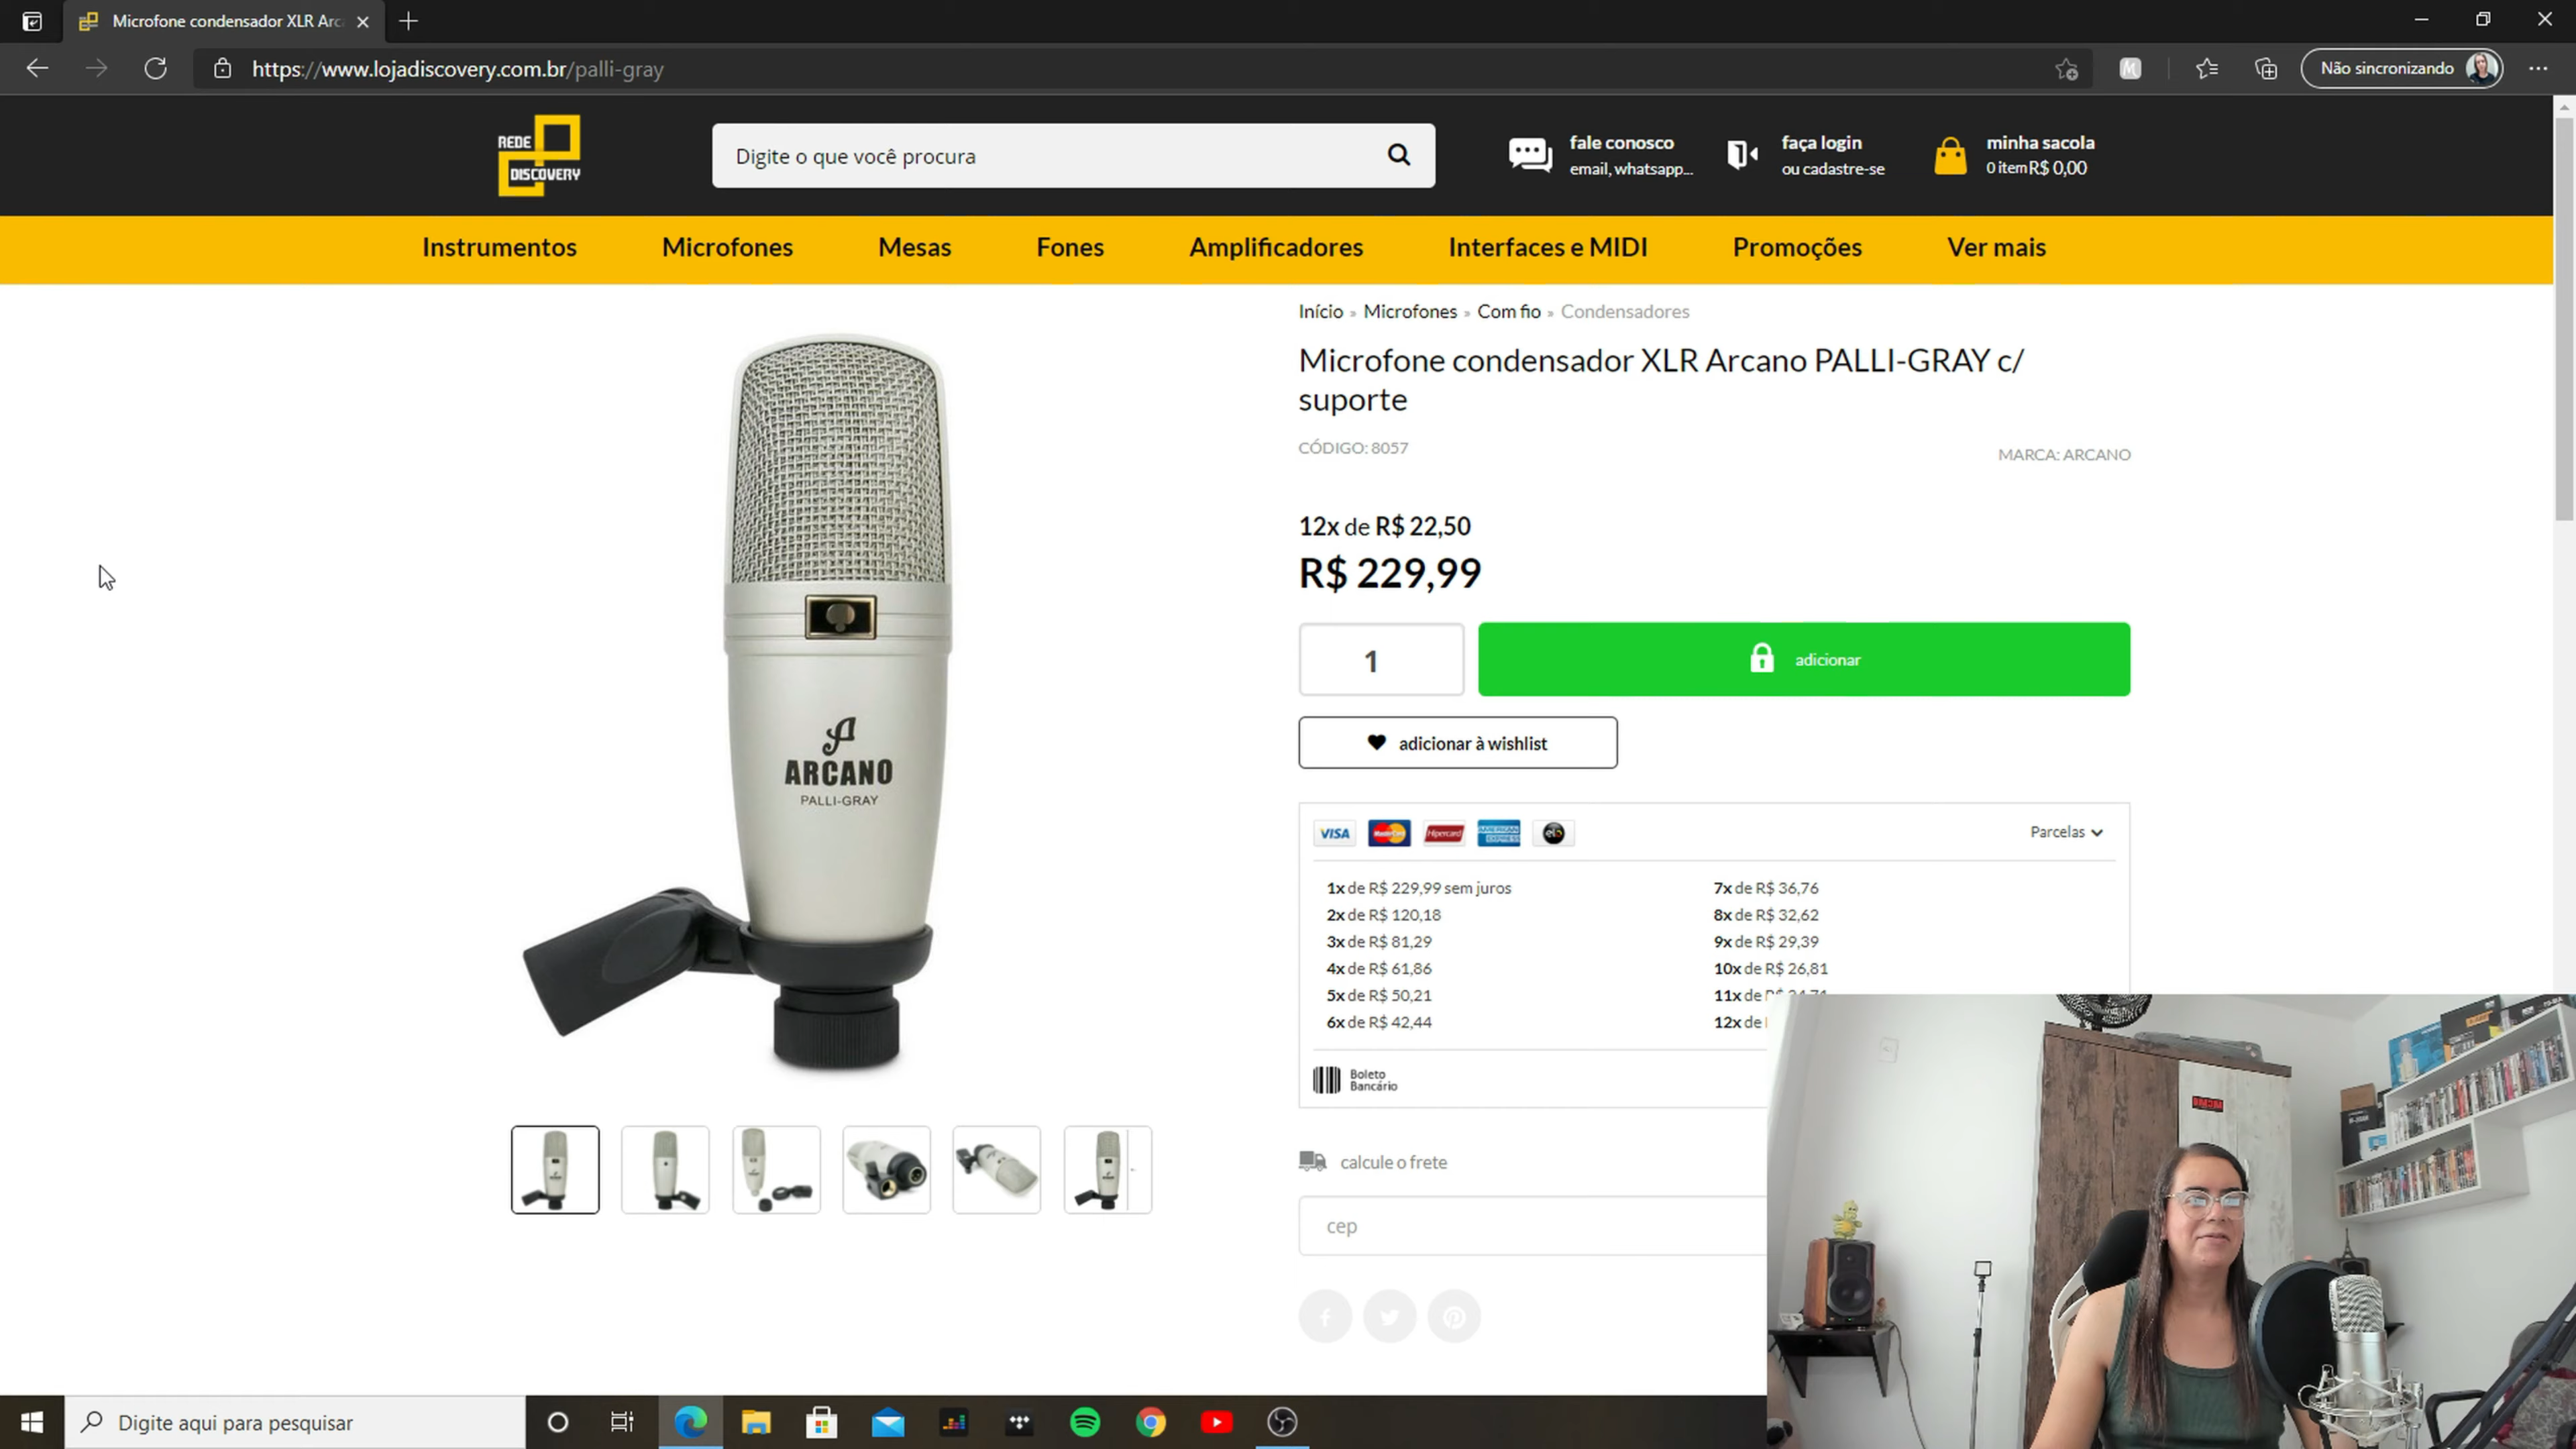 Microfone condensador XLR Arc
https://www.lojadiscovery.com.br/palli-gray
Não sincronizando
REDE
DISCOVERY
Digite o que você procura
fale conosco
email, whatsapp...
faça login
ou cadastre-se
minha sacola
0 item R$ 0,00
Instrumentos
Microfones
Mesas
Fones
Amplificadores
Interfaces e MIDI
Promoções
Ver mais
Início » Microfones » Com fio » Condensadores
Microfone condensador XLR Arcano PALLI-GRAY c/
suporte
CÓDIGO: 8057
MARCA: ARCANO
12x de R$ 22,50
R$ 229,99
1
adicionar
adicionar à wishlist
ARCANO
PALLI-GRAY
VISA
MasterCard
Hipercard
AMERICAN EXPRESS
elo
Parcelas
1x de R$ 229,99 sem juros
2x de R$ 120,18
3x de R$ 81,29
4x de R$ 61,86
5x de R$ 50,21
6x de R$ 42,44
7x de R$ 36,76
8x de R$ 32,62
9x de R$ 29,39
10x de R$ 26,81
11x de
12x de
Boleto
Bancário
calcule o frete
cep
Digite aqui para pesquisar